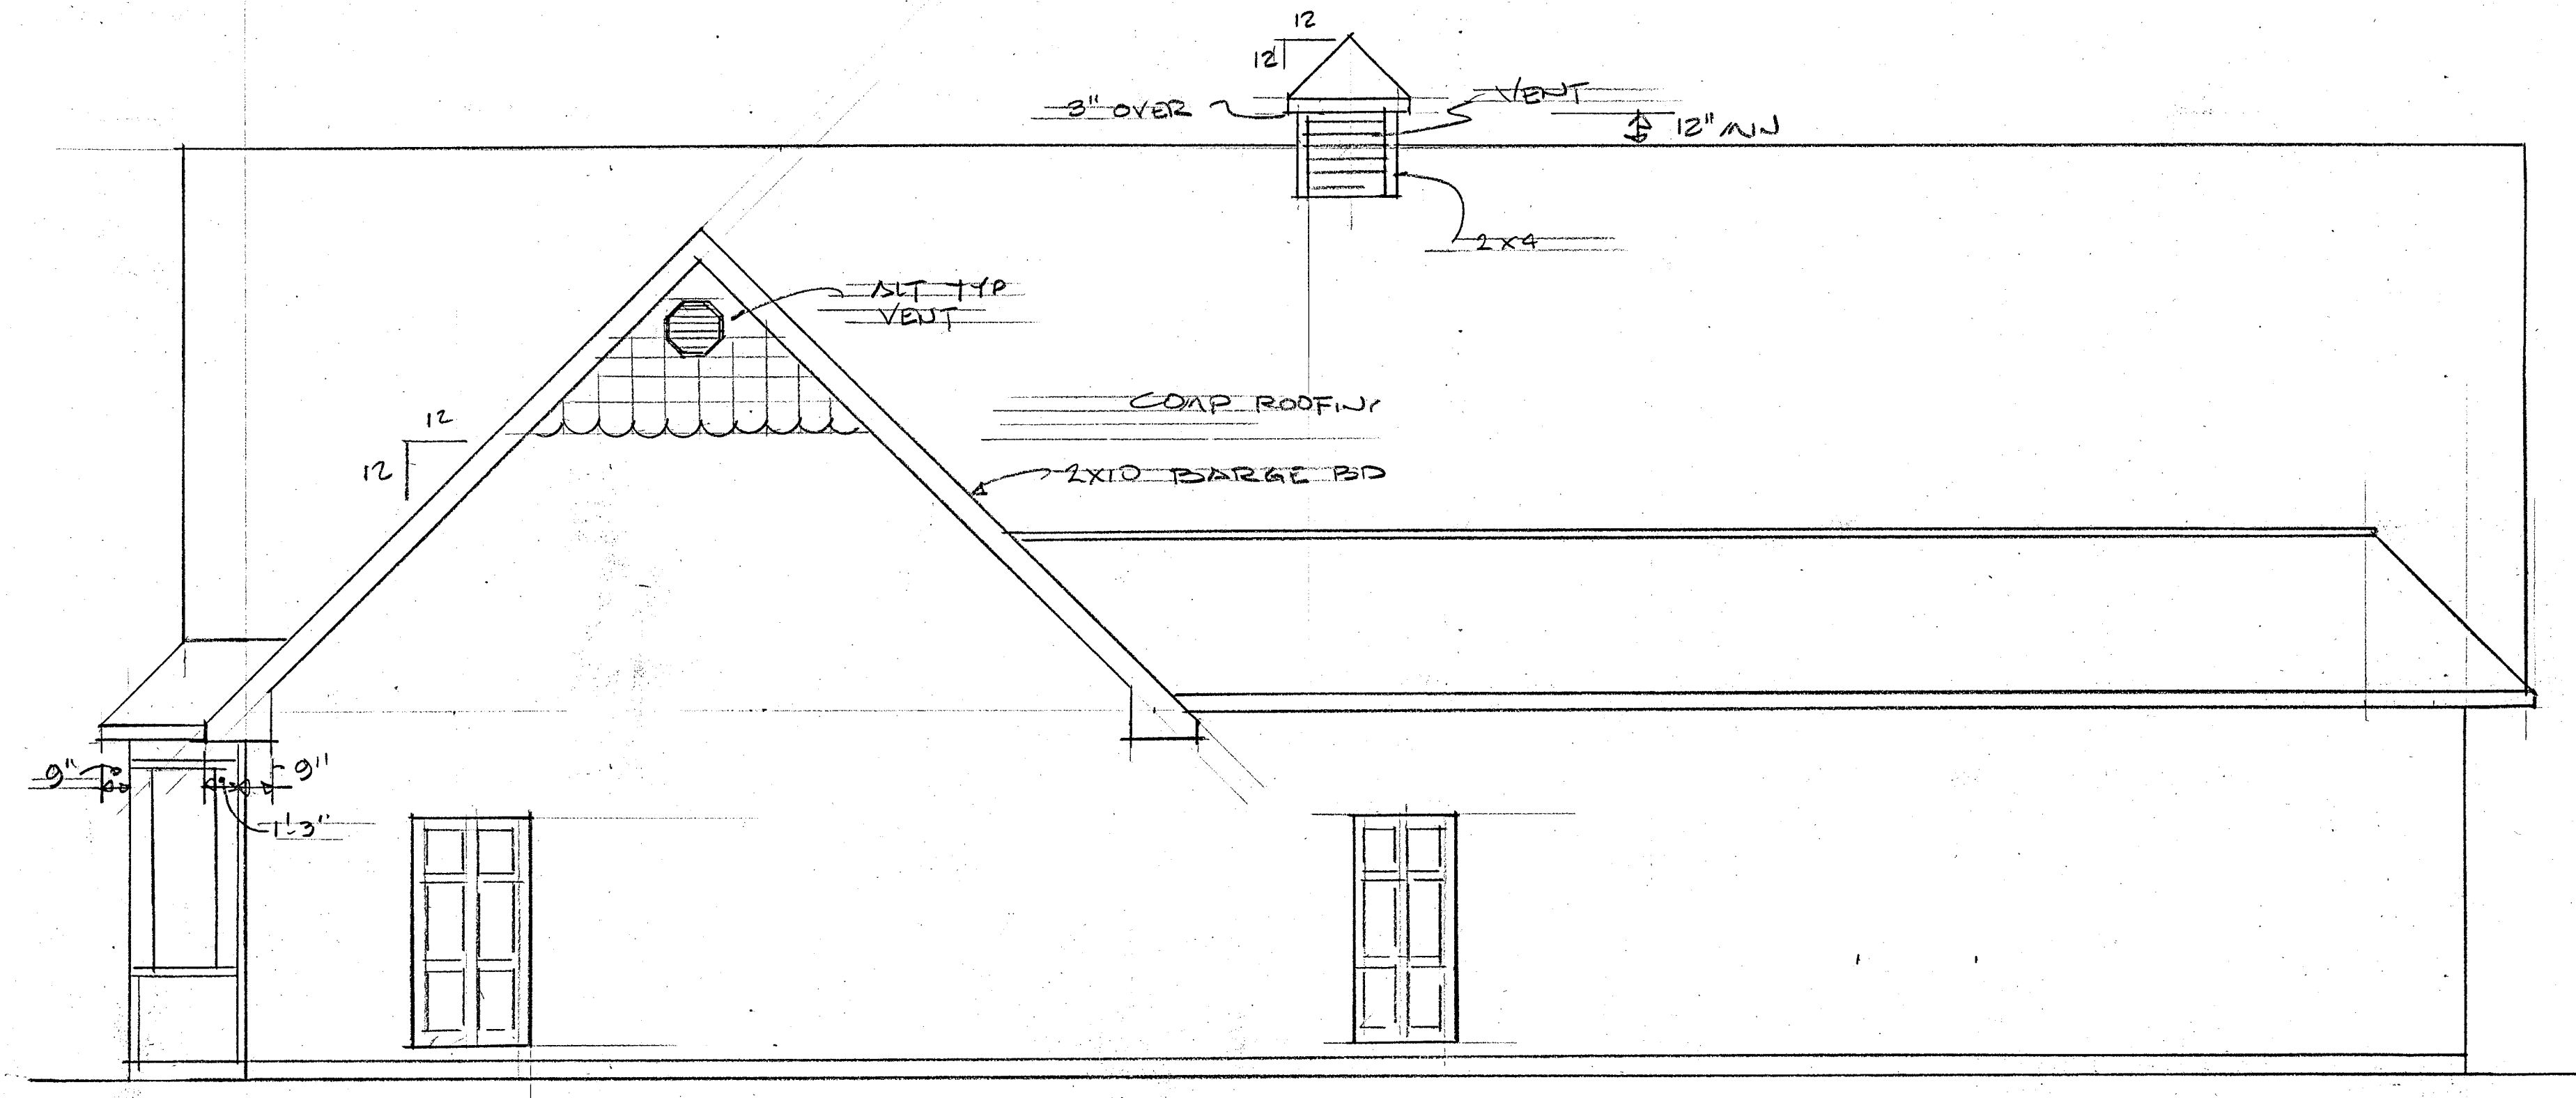 12
12
3" OVER
VENT
12" MIN
2x4
ALT TYP
VENT
COMP ROOFING
12
12
2X10 BARGE BD
9"
9"
1'-3"